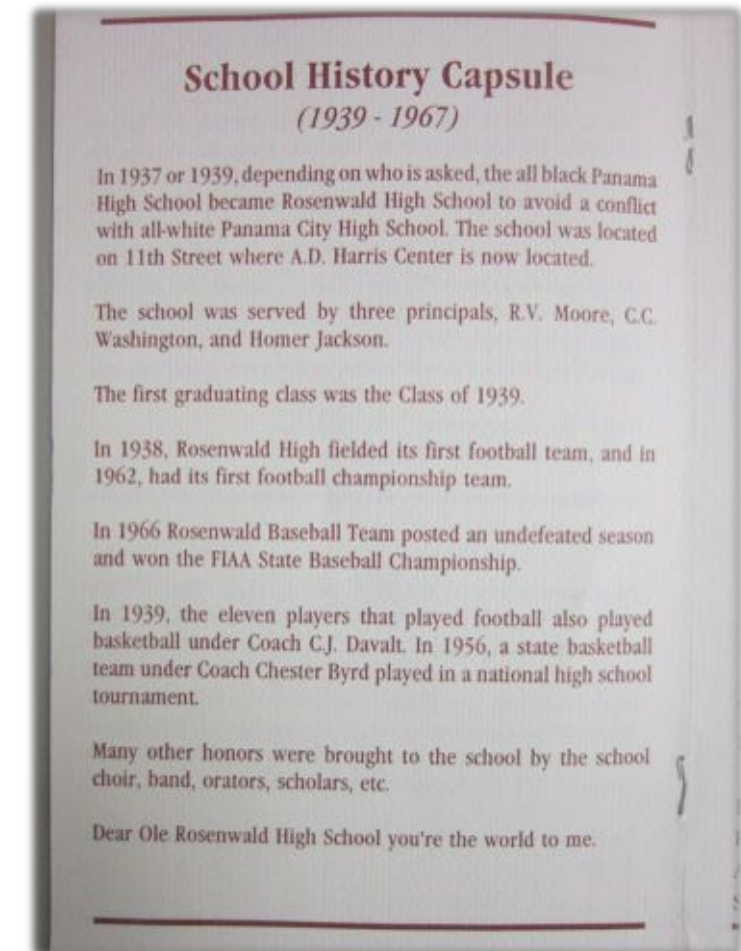 School History Capsule
(1939 - 1967)
In 1937 or 1939, depending on who is asked, the all black Panama
High School became Rosenwald High School to avoid a conflict
with all-white Panama City High School. The school was located
on 11th Street where A.D. Harris Center is now located.
The school was served by three principals, R.V. Moore, C.C.
Washington, and Homer Jackson.
The first graduating class was the Class of 1939.
In 1938, Rosenwald High fielded its first football team, and in
1962, had its first football championship team.
In 1966 Rosenwald Baseball Team posted an undefeated season
and won the FIAA State Baseball Championship.
In 1939, the eleven players that played football also played
basketball under Coach C.J. Davalt. In 1956, a state basketball
team under Coach Chester Byrd played in a national high school
tournament.
Many other honors were brought to the school by the school
choir, band, orators, scholars, etc.
Dear Ole Rosenwald High School you're the world to me.